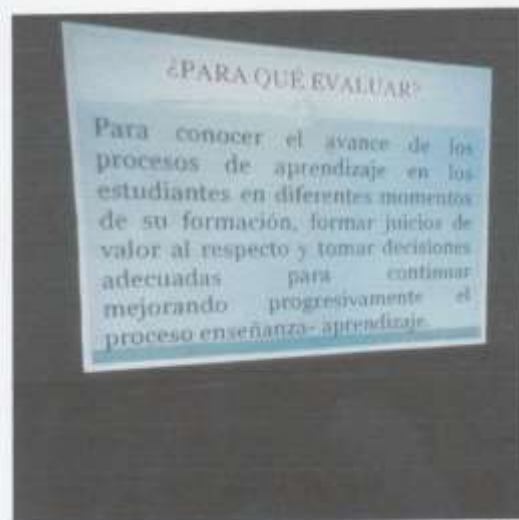 ¿PARA QUÉ EVALUAR?
Para conocer el avance de los
procesos de aprendizaje en los
estudiantes en diferentes momentos
de su formación, formar juicios de
valor al respecto y tomar decisiones
adecuadas para continuar
mejorando progresivamente el
proceso enseñanza- aprendizaje.